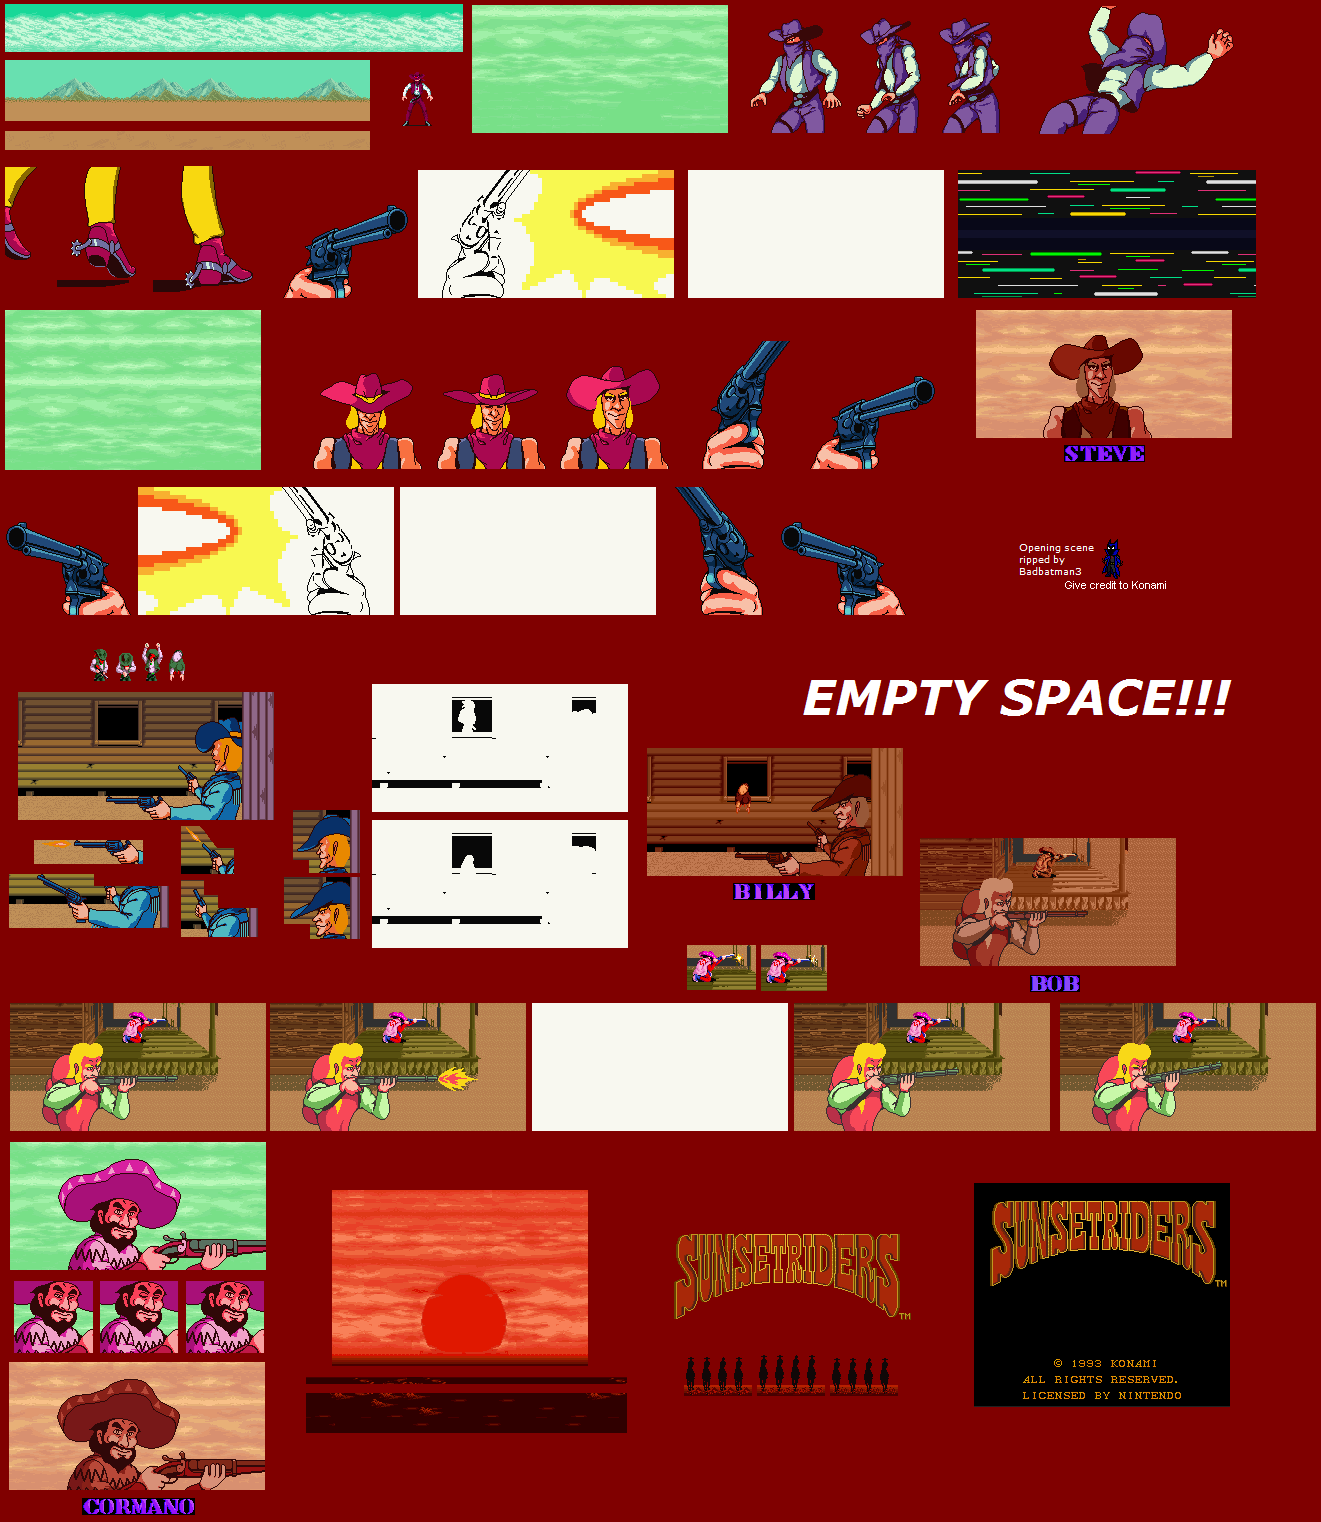 STEVE
Opening scene
ripped by
Badbatman3
Give credit to Konami
EMPTY SPACE!!!
BILLY
BOB
SUNSETRIDERS
TM
SUNSETRIDERS
TM
© 1993 KONAMI
ALL RIGHTS RESERVED.
LICENSED BY NINTENDO
CORMANO